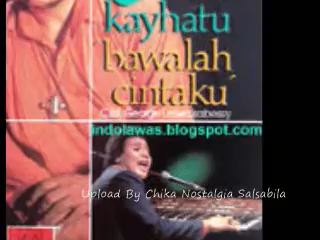 kayhatu
bawalah
cintaku
indolawas.blogspot.com
Upload By Chika Nostalgia Salsabila